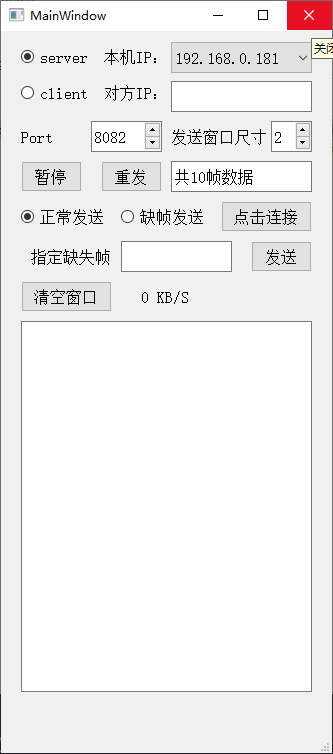 MainWindow
关闭
server 本机IP: 192.168.0.181
client 对方IP:
Port 8082 发送窗口尺寸 2
暂停 重发 共10帧数据
正常发送 缺帧发送 点击连接
指定缺失帧 发送
清空窗口 0 KB/S